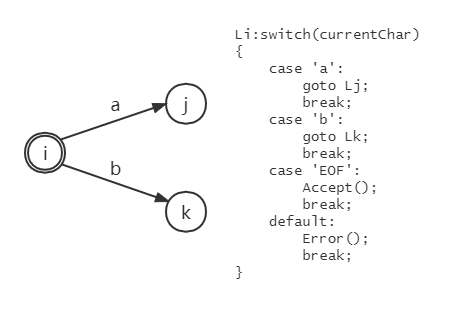 a
j
i
b
k
Li:switch(currentChar)
{
    case 'a':
        goto Lj;
        break;
    case 'b':
        goto Lk;
        break;
    case 'EOF':
        Accept();
        break;
    default:
        Error();
        break;
}